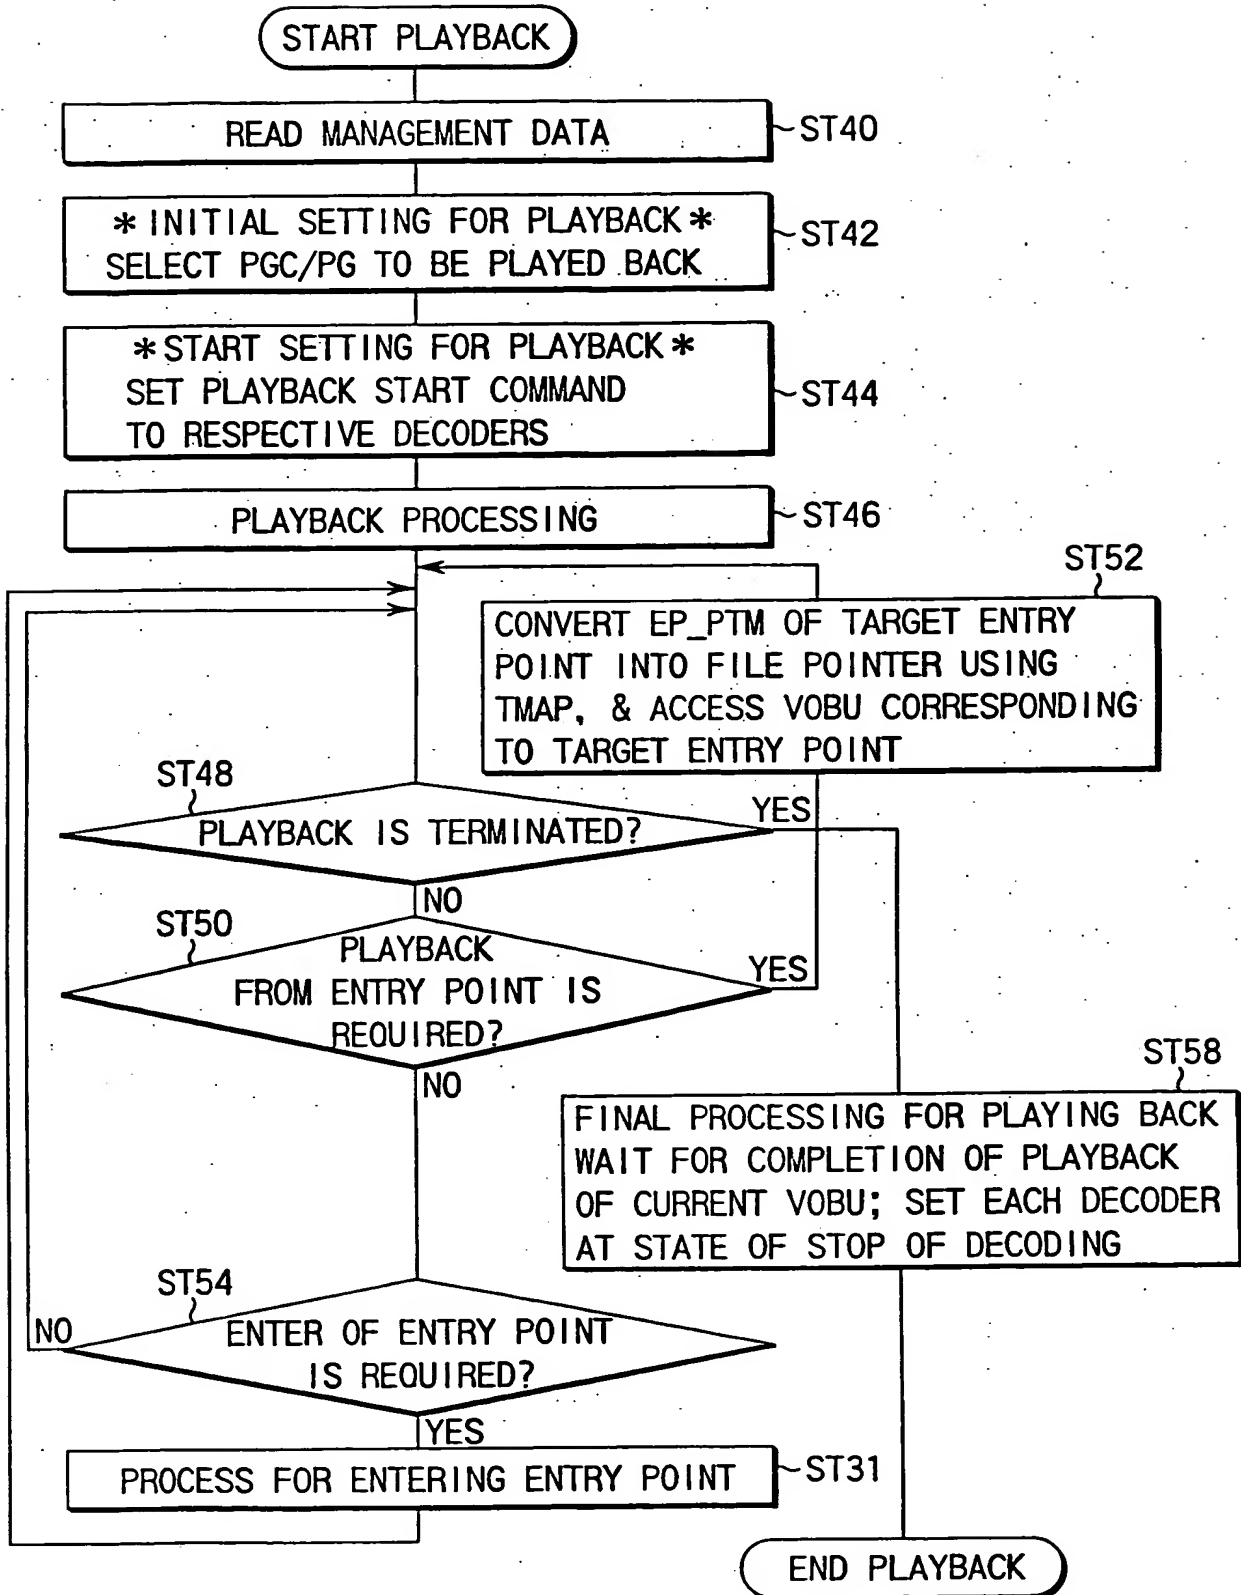 START PLAYBACK
READ MANAGEMENT DATA
ST40
* INITIAL SETTING FOR PLAYBACK *
SELECT PGC/PG TO BE PLAYED BACK
ST42
* START SETTING FOR PLAYBACK *
SET PLAYBACK START COMMAND
TO RESPECTIVE DECODERS
ST44
PLAYBACK PROCESSING
ST46
ST52
CONVERT EP_PTM OF TARGET ENTRY
POINT INTO FILE POINTER USING
TMAP, & ACCESS VOBU CORRESPONDING
TO TARGET ENTRY POINT
ST48
PLAYBACK IS TERMINATED?
YES
NO
ST50
PLAYBACK
FROM ENTRY POINT IS
REQUIRED?
YES
NO
ST58
FINAL PROCESSING FOR PLAYING BACK
WAIT FOR COMPLETION OF PLAYBACK
OF CURRENT VOBU; SET EACH DECODER
AT STATE OF STOP OF DECODING
ST54
NO
ENTER OF ENTRY POINT
IS REQUIRED?
YES
PROCESS FOR ENTERING ENTRY POINT
ST31
END PLAYBACK